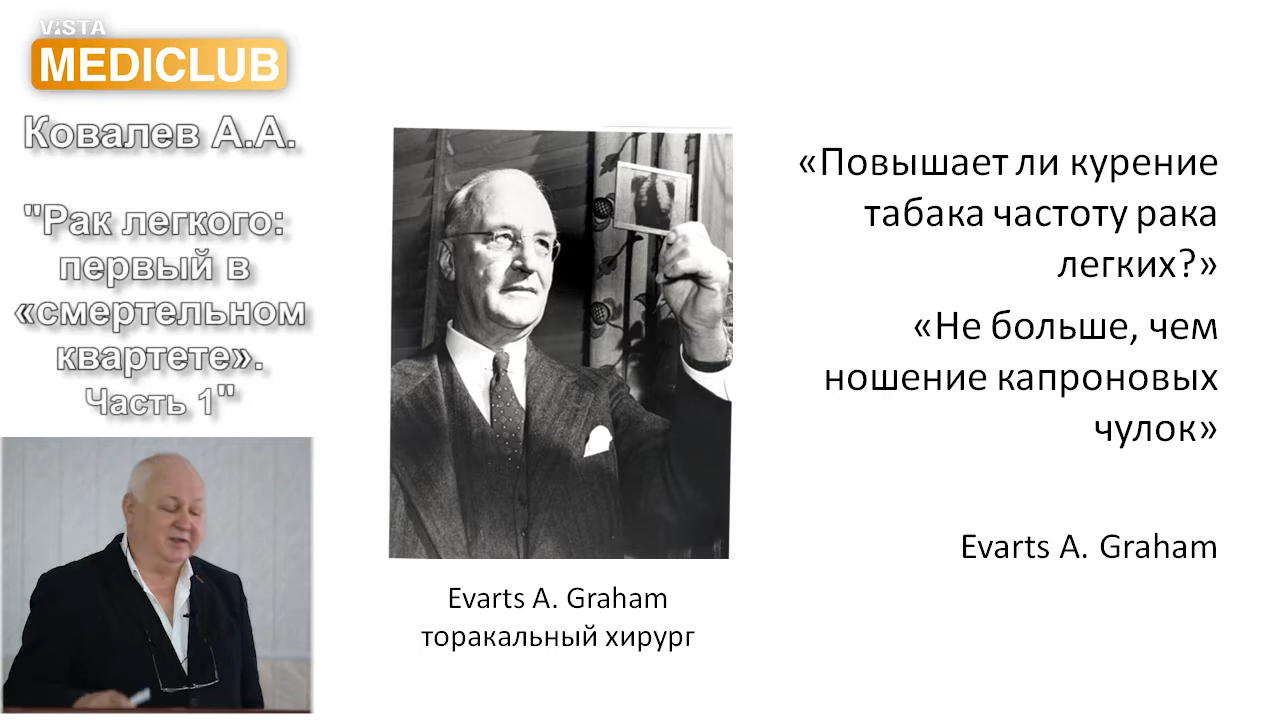 VISTA
MEDICLUB
Ковалев А.А.
"Рак легкого:
первый в
«смертельном
квартете».
Часть 1"
«Повышает ли курение
табака частоту рака
легких?»
«Не больше, чем
ношение капроновых
чулок»
Evarts A. Graham
Evarts A. Graham
торакальный хирург